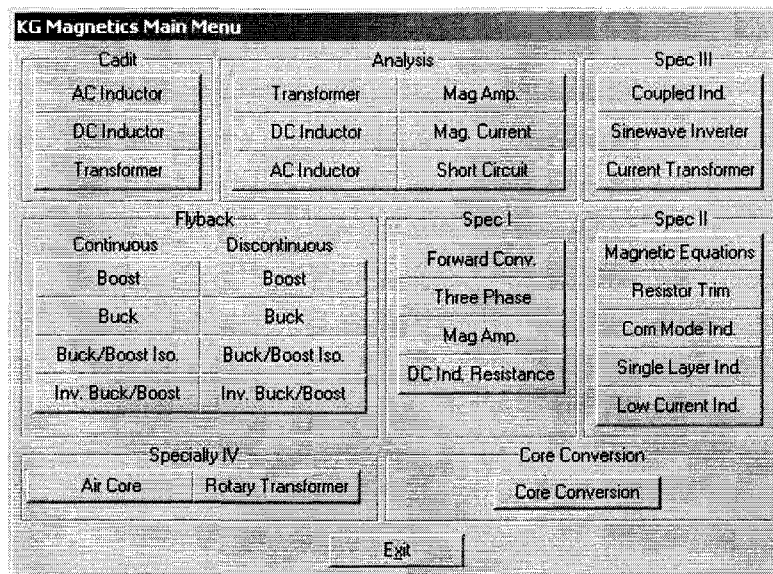 KG Magnetics Main Menu
Cadit
AC Inductor
DC Inductor
Transformer
Analysis
Transformer Mag Amp.
DC Inductor Mag. Current
AC Inductor Short Circuit
Spec III
Coupled Ind.
Sinewave Inverter
Current Transformer
Flyback
Continuous Discontinuous
Boost Boost
Buck Buck
Buck/Boost Iso. Buck/Boost Iso.
Inv. Buck/Boost Inv. Buck/Boost
Spec I
Forward Conv.
Three Phase
Mag Amp.
DC Ind. Resistance
Spec II
Magnetic Equations
Resistor Trim
Com Mode Ind.
Single Layer Ind.
Low Current Ind.
Specially IV
Air Core Rotary Transformer
Core Conversion
Core Conversion
Exit